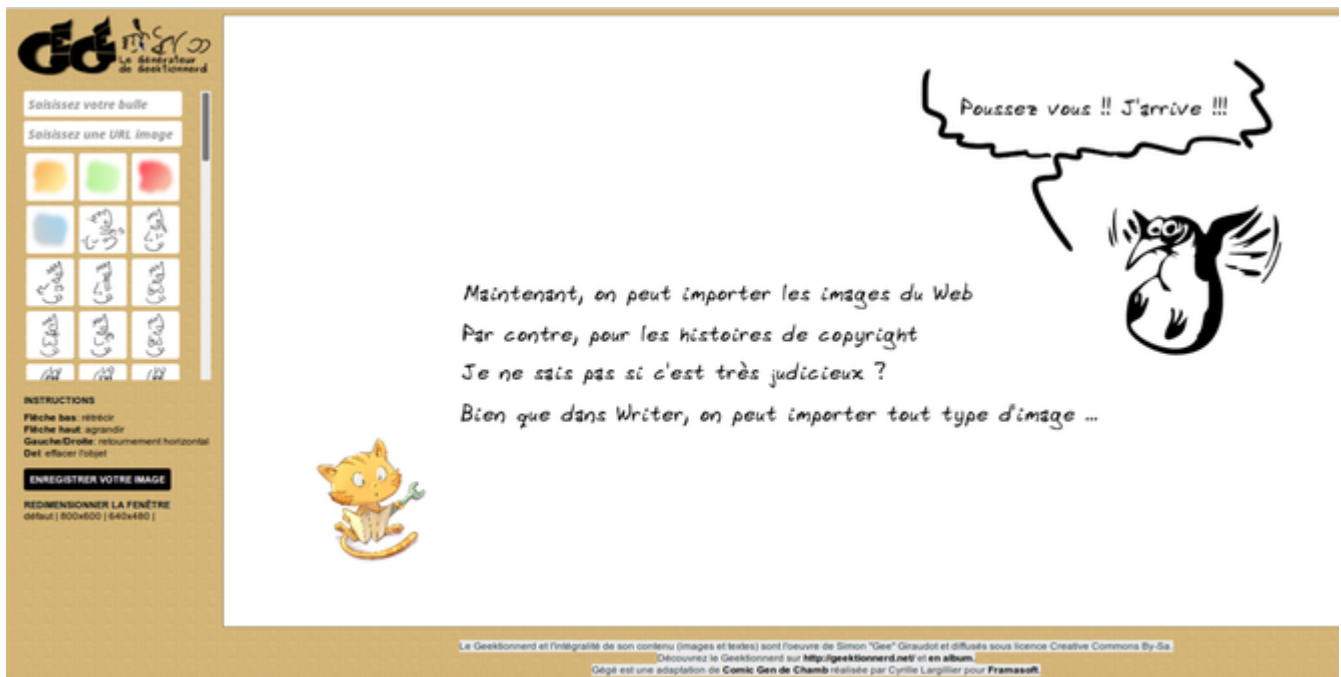 GéGé
Le Générateur
de Geektionnerd
Saisissez votre bulle
Saisissez une URL image
INSTRUCTIONS
Flèche bas: rétrécir
Flèche haut: agrandir
Gauche/Droite: retournement horizontal
Del: effacer l'objet
ENREGISTRER VOTRE IMAGE
REDIMENSIONNER LA FENÊTRE
défaut | 800x600 | 640x480 |
Poussez vous !! J'arrive !!!
Maintenant, on peut importer les images du Web
Par contre, pour les histoires de copyright
Je ne sais pas si c'est très judicieux ?
Bien que dans Writer, on peut importer tout type d'image ...
Le Geektionnerd et l'intégralité de son contenu (images et textes) sont l'oeuvre de Simon "Gee" Giraudot et diffusés sous licence Creative Commons By-Sa.
Découvrez le Geektionnerd sur http://geektionnerd.net/ et en album.
Gégé est une adaptation de Comic Gen de Chamb réalisée par Cyrille Largillier pour Framasoft.